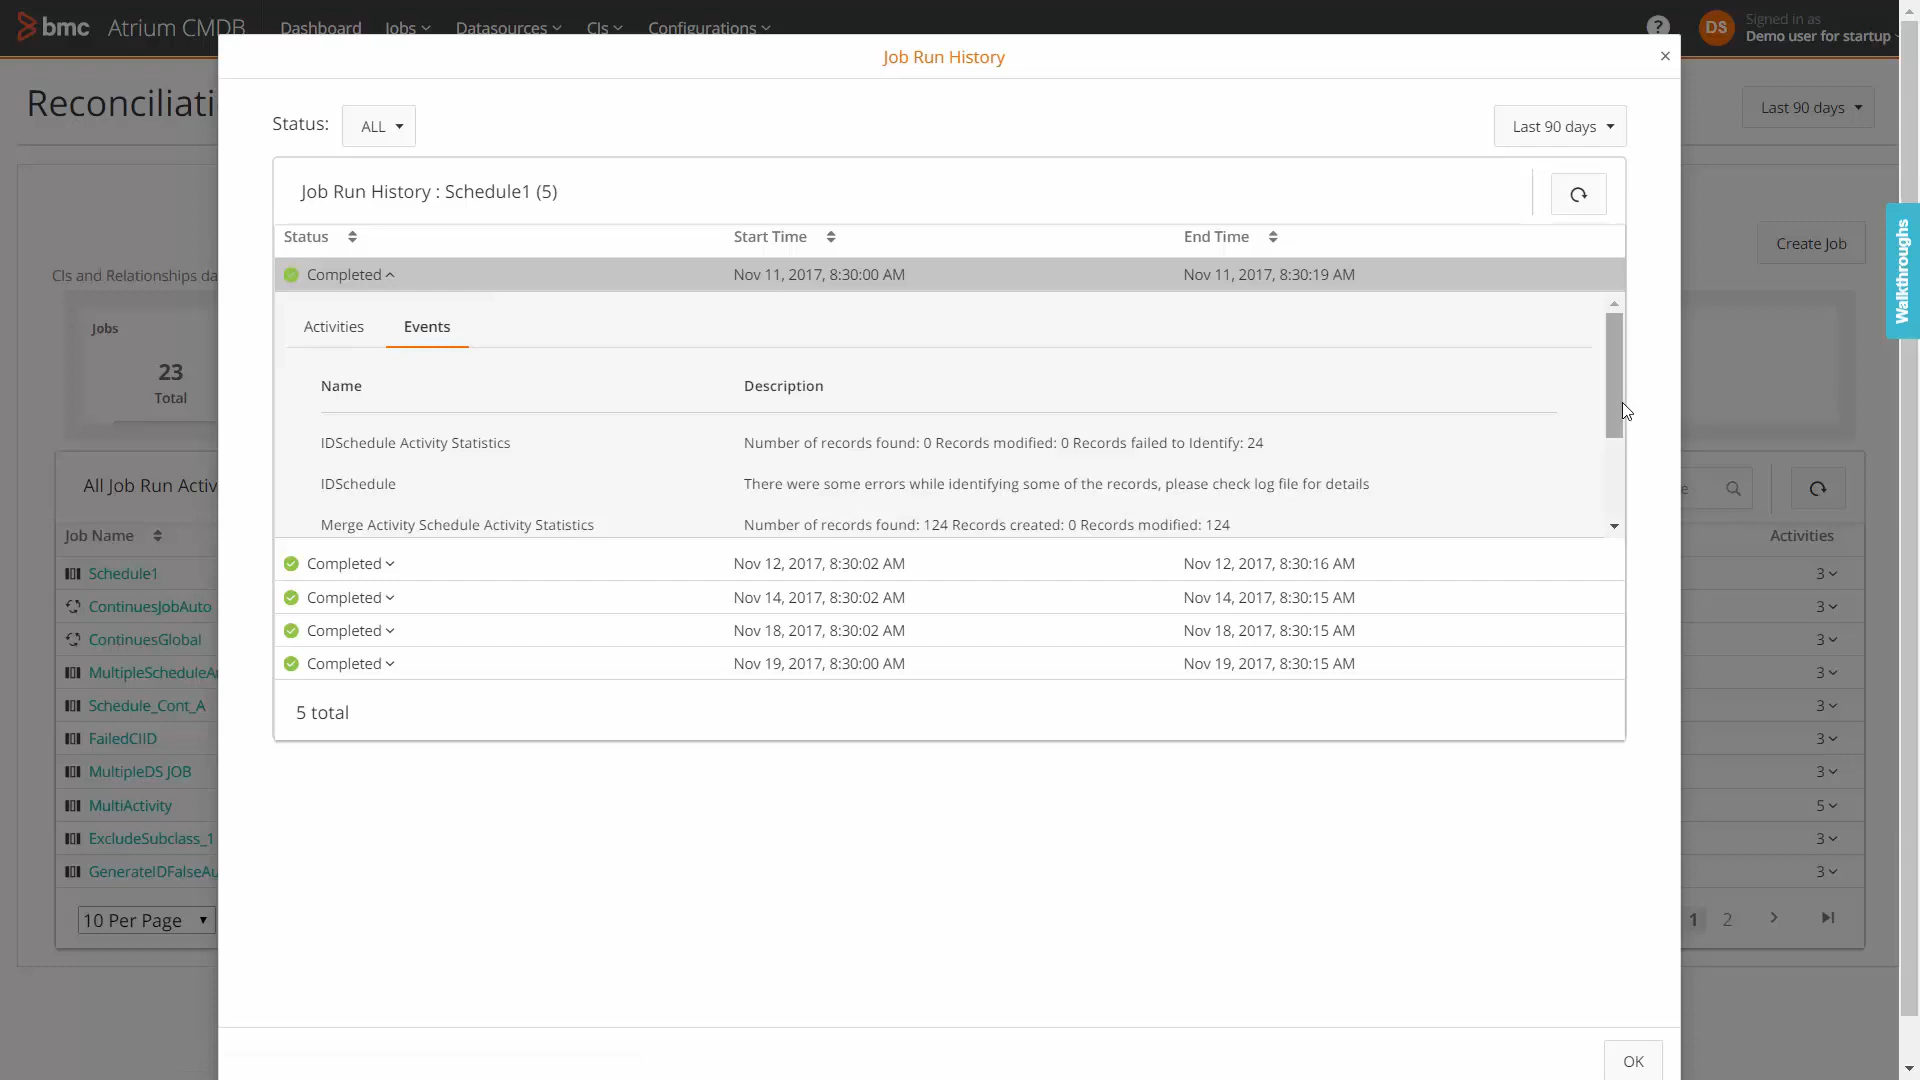 bmc Atrium CMDB Dashboard Jobs Datasources CIs Configurations ? DS Signed in as
Demo user for startup
Job Run History ×
Reconciliati Last 90 days
Status: ALL Last 90 days
Job Run History : Schedule1 (5)
Status Start Time End Time
Create Job
Walkthroughs
CIs and Relationships da
Completed Nov 11, 2017, 8:30:00 AM Nov 11, 2017, 8:30:19 AM
Activities Events
Jobs
23
Total
Name Description
IDSchedule Activity Statistics Number of records found: 0 Records modified: 0 Records failed to Identify: 24
IDSchedule There were some errors while identifying some of the records, please check log file for details
Merge Activity Schedule Activity Statistics Number of records found: 124 Records created: 0 Records modified: 124
Completed Nov 12, 2017, 8:30:02 AM Nov 12, 2017, 8:30:16 AM
Completed Nov 14, 2017, 8:30:02 AM Nov 14, 2017, 8:30:15 AM
Completed Nov 18, 2017, 8:30:02 AM Nov 18, 2017, 8:30:15 AM
Completed Nov 19, 2017, 8:30:00 AM Nov 19, 2017, 8:30:15 AM
5 total
All Job Run Activ e
Job Name Activities
Schedule1 3
ContinuesJobAuto 3
ContinuesGlobal 3
MultipleScheduleA 3
Schedule_Cont_A 3
FailedCIID 3
MultipleDS JOB 3
MultiActivity 5
ExcludeSubclass_1 3
GenerateIDFalseAu 3
10 Per Page 1 2
OK